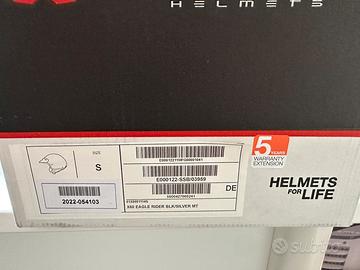 HELMETS
SIZE
S
2022-054103
E000122-SSB/03959
DE
X60 EAGLE RIDER BLK/SILVER MT
5
YEARS
WARRANTY
EXTENSION
HELMETS
FOR
LIFE
subito